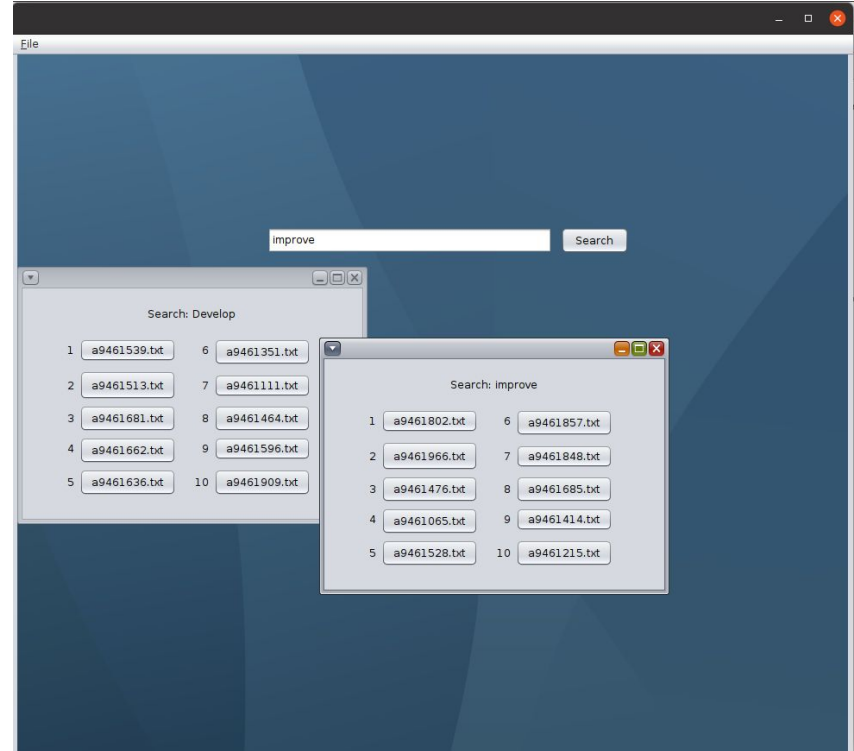 File
improve Search
Search: Develop
1 a9461539.txt 6 a9461351.txt
2 a9461513.txt 7 a9461111.txt
3 a9461681.txt 8 a9461464.txt
4 a9461662.txt 9 a9461596.txt
5 a9461636.txt 10 a9461909.txt
Search: improve
1 a9461802.txt 6 a9461857.txt
2 a9461966.txt 7 a9461848.txt
3 a9461476.txt 8 a9461685.txt
4 a9461065.txt 9 a9461414.txt
5 a9461528.txt 10 a9461215.txt